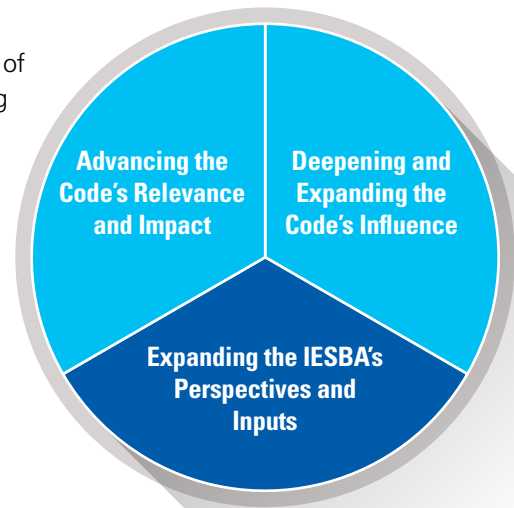 of
g
Advancing the
Code's Relevance
and Impact
Deepening and
Expanding the
Code's Influence
Expanding the IESBA's
Perspectives and
Inputs